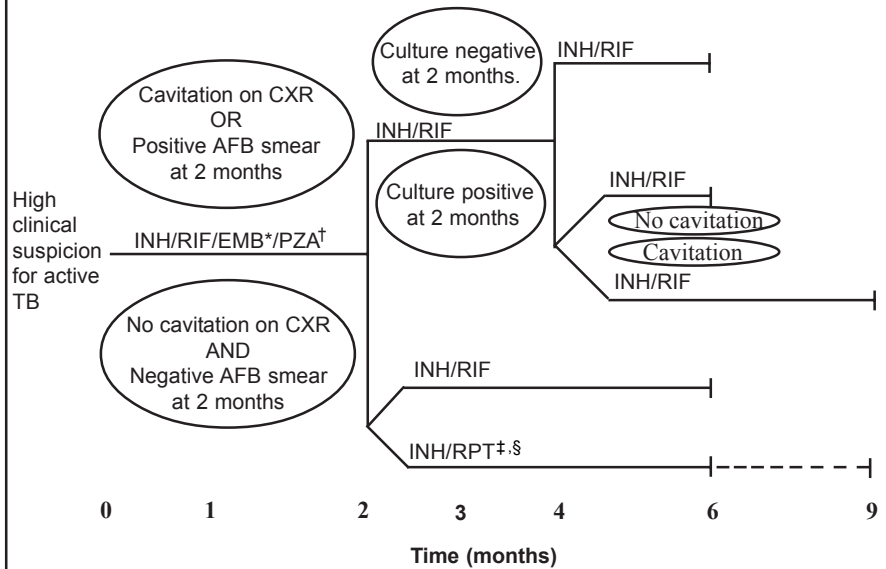 Culture negative
at 2 months.
INH/RIF
Cavitation on CXR
OR
Positive AFB smear
at 2 months
INH/RIF
Culture positive
at 2 months
INH/RIF
No cavitation
Cavitation
INH/RIF
High
clinical
suspicion
for active
TB
INH/RIF/EMB*/PZA†
No cavitation on CXR
AND
Negative AFB smear
at 2 months
INH/RIF
INH/RPT‡,§
0 1 2 3 4 6 9
Time (months)